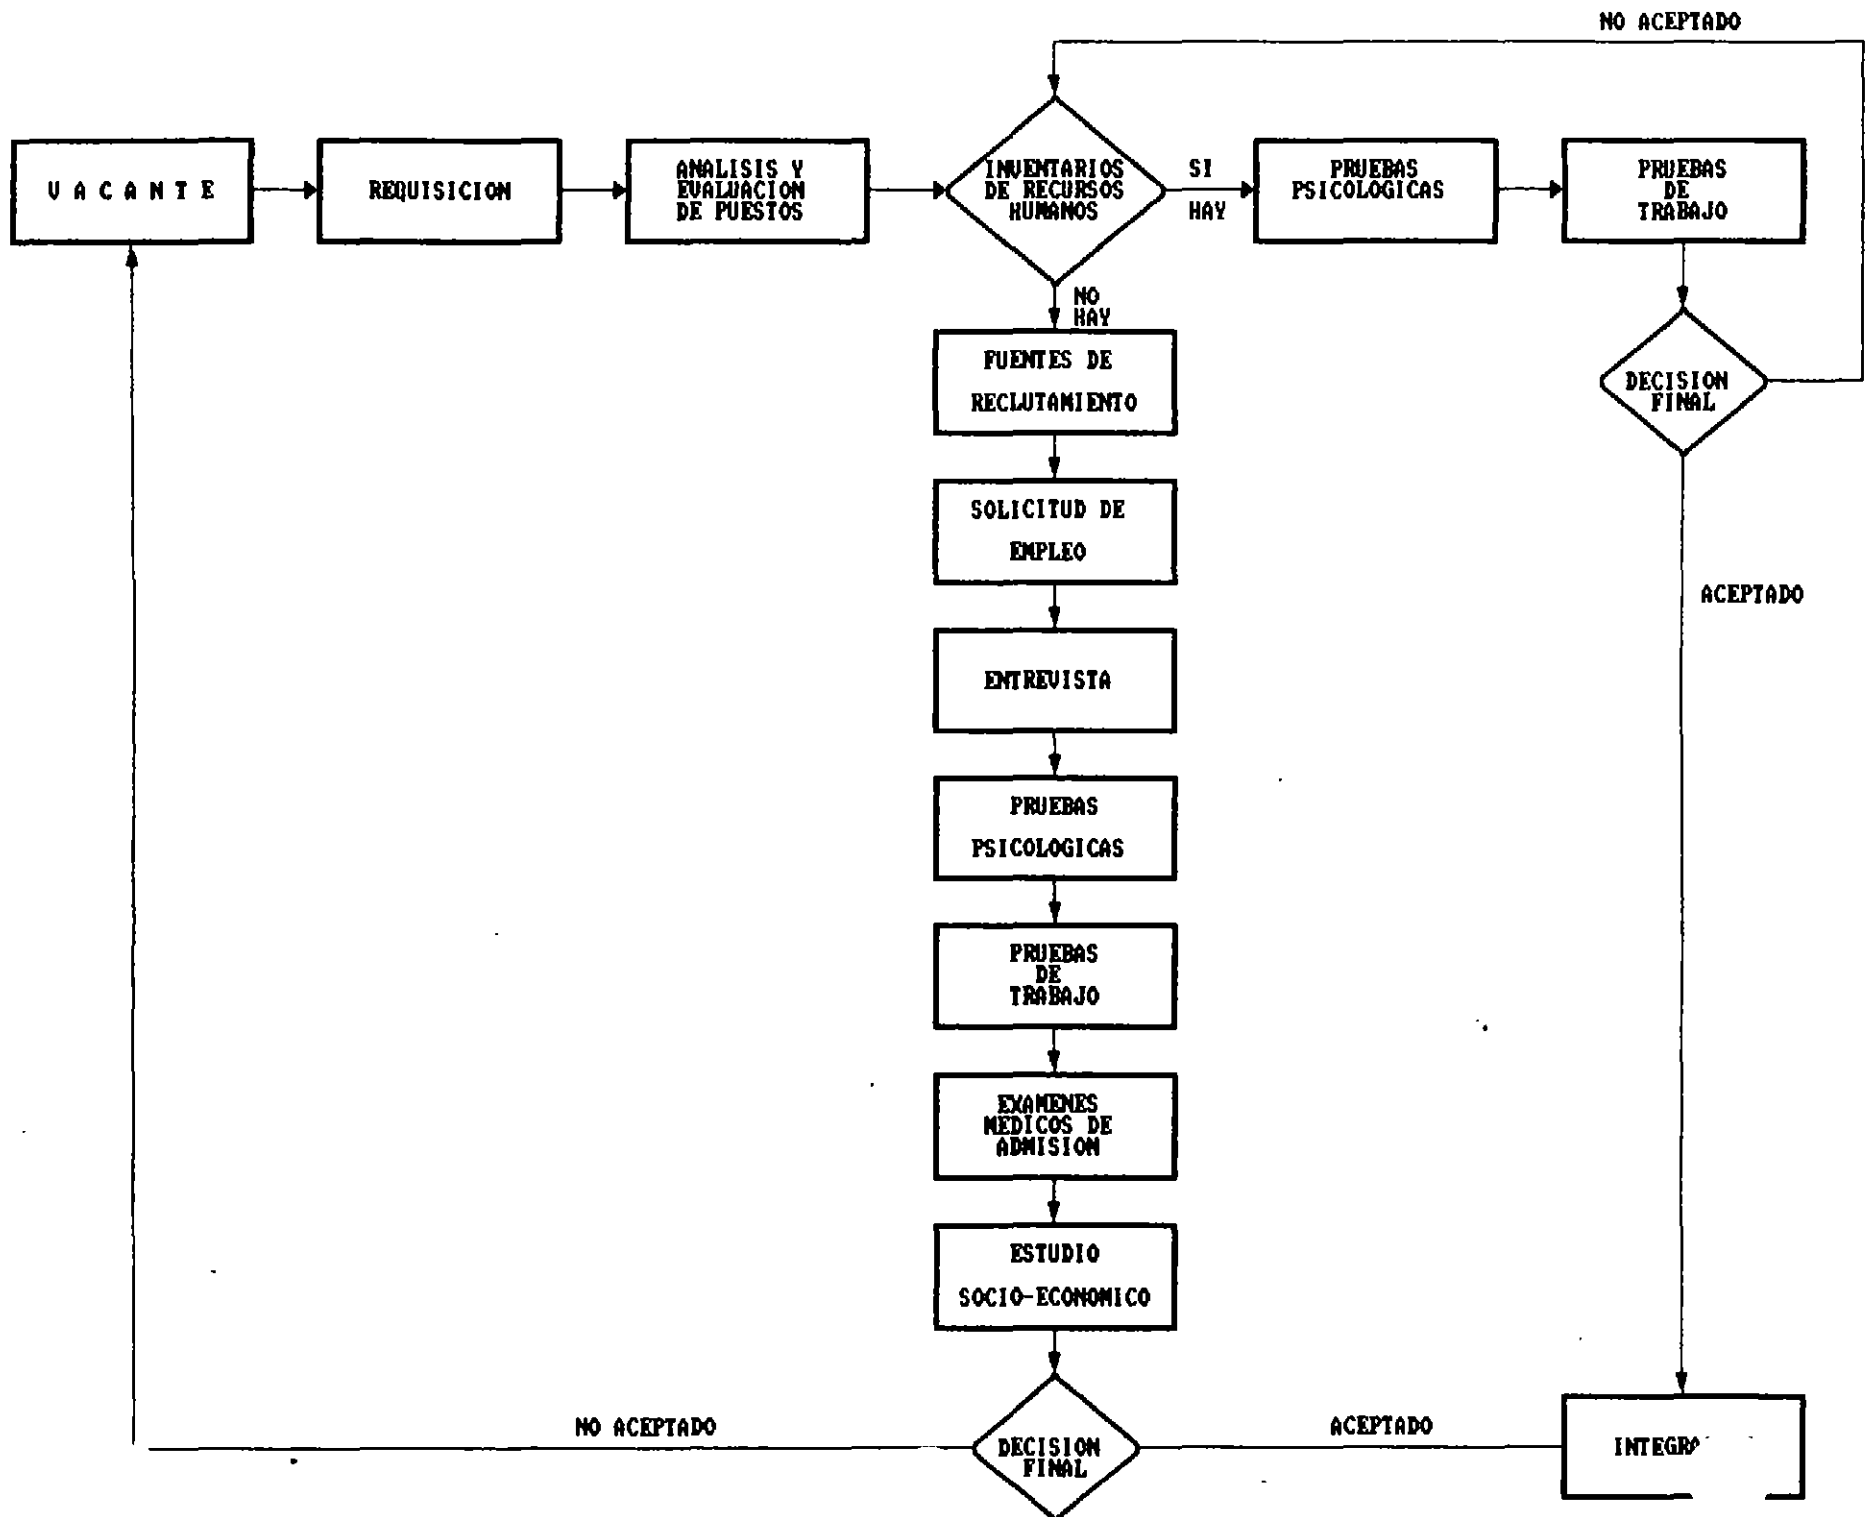 NO ACEPTADO
V A C A N T E
REQUISICION
ANALISIS Y
EVALUACION
DE PUESTOS
INVENTARIOS
DE RECURSOS
HUMANOS
SI
HAY
PRUEBAS
PSICOLOGICAS
PRUEBAS
DE
TRABAJO
NO
HAY
FUENTES DE
RECLUTAMIENTO
DECISION
FINAL
SOLICITUD DE
EMPLEO
ACEPTADO
ENTREVISTA
PRUEBAS
PSICOLOGICAS
PRUEBAS
DE
TRABAJO
EXAMENES
MEDICOS DE
ADMISION
ESTUDIO
SOCIO-ECONOMICO
NO ACEPTADO
DECISION
FINAL
ACEPTADO